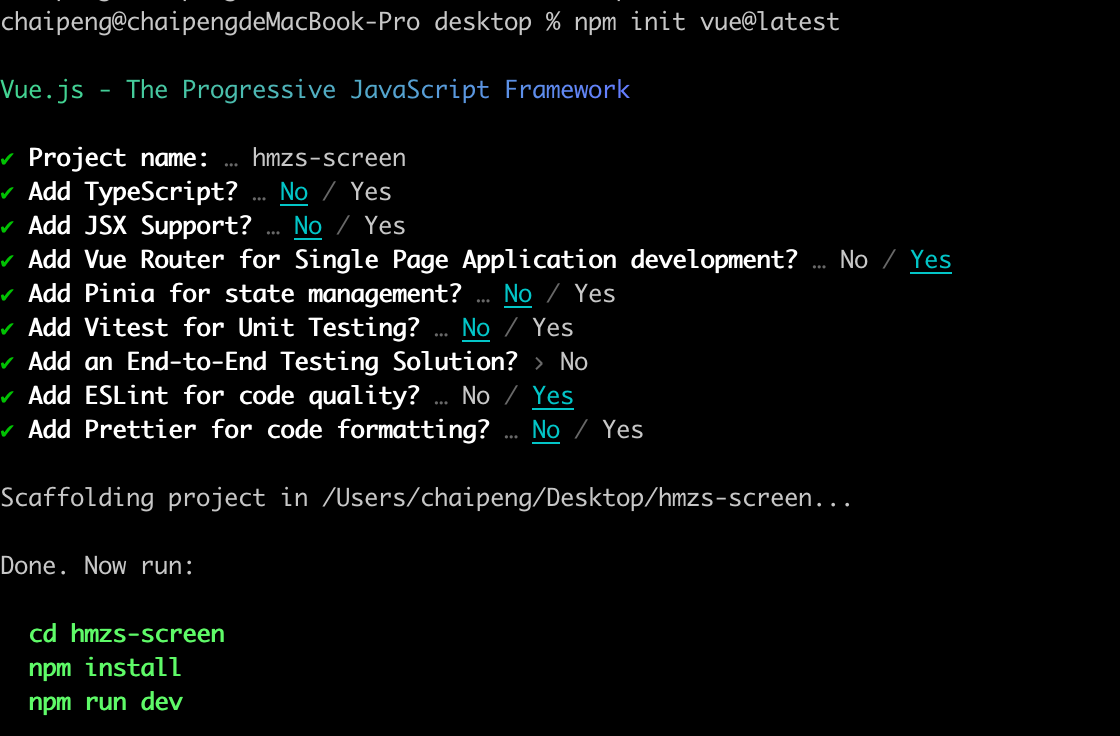 chaipeng@chaipengdeMacBook-Pro desktop % npm init vue@latest
Vue.js - The Progressive JavaScript Framework
✔ Project name: … hmzs-screen
✔ Add TypeScript? … No / Yes
✔ Add JSX Support? … No / Yes
✔ Add Vue Router for Single Page Application development? … No / Yes
✔ Add Pinia for state management? … No / Yes
✔ Add Vitest for Unit Testing? … No / Yes
✔ Add an End-to-End Testing Solution? › No
✔ Add ESLint for code quality? … No / Yes
✔ Add Prettier for code formatting? … No / Yes
Scaffolding project in /Users/chaipeng/Desktop/hmzs-screen...
Done. Now run:
cd hmzs-screen
npm install
npm run dev